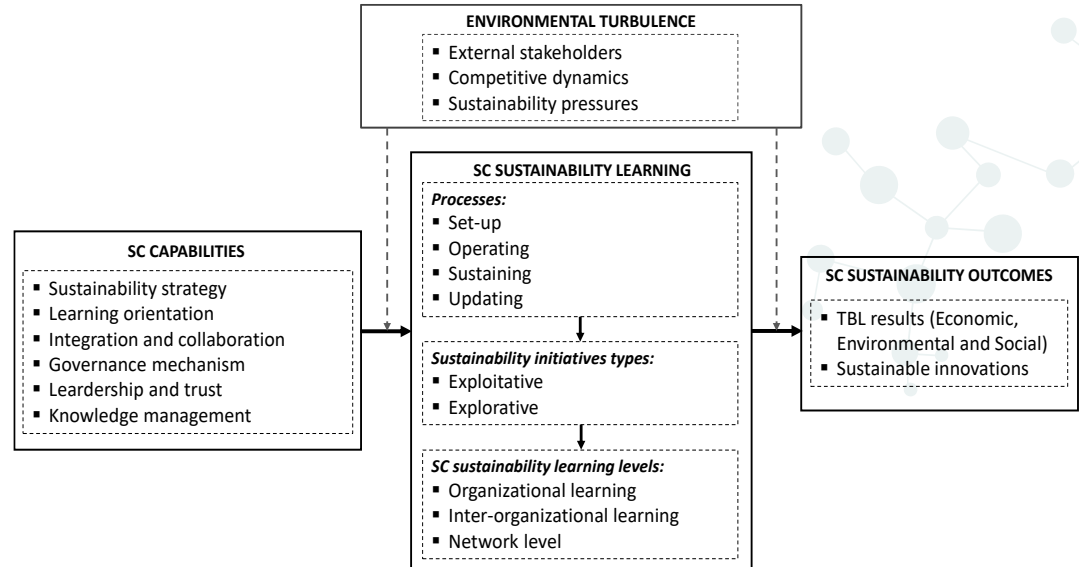 ENVIRONMENTAL TURBULENCE
▪ External stakeholders
▪ Competitive dynamics
▪ Sustainability pressures
SC SUSTAINABILITY LEARNING
Processes:
▪ Set-up
▪ Operating
▪ Sustaining
▪ Updating
Sustainability initiatives types:
▪ Exploitative
▪ Explorative
SC sustainability learning levels:
▪ Organizational learning
▪ Inter-organizational learning
▪ Network level
SC CAPABILITIES
▪ Sustainability strategy
▪ Learning orientation
▪ Integration and collaboration
▪ Governance mechanism
▪ Leardership and trust
▪ Knowledge management
SC SUSTAINABILITY OUTCOMES
▪ TBL results (Economic,
Environmental and Social)
▪ Sustainable innovations